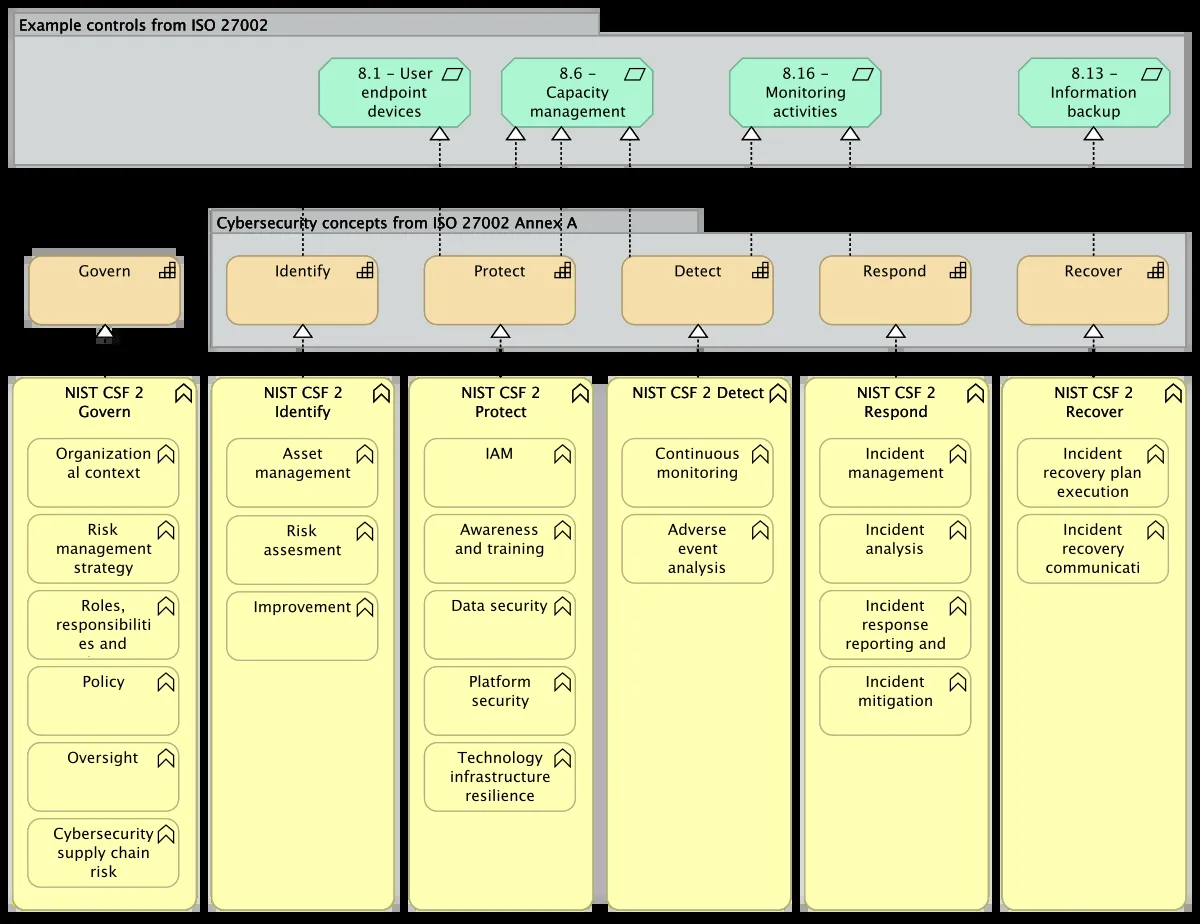 Example controls from ISO 27002
8.1 – User
endpoint
devices
8.6 –
Capacity
management
8.16 –
Monitoring
activities
8.13 –
Information
backup
Cybersecurity concepts from ISO 27002 Annex A
Govern
Identify
Protect
Detect
Respond
Recover
NIST CSF 2
Govern
Organization
al context
Risk
management
strategy
Roles,
responsibiliti
es and
Policy
Oversight
Cybersecurity
supply chain
risk
NIST CSF 2
Identify
Asset
management
Risk
assesment
Improvement
NIST CSF 2
Protect
IAM
Awareness
and training
Data security
Platform
security
Technology
infrastructure
resilience
NIST CSF 2 Detect
Continuous
monitoring
Adverse
event
analysis
NIST CSF 2
Respond
Incident
management
Incident
analysis
Incident
response
reporting and
Incident
mitigation
NIST CSF 2
Recover
Incident
recovery plan
execution
Incident
recovery
communicati